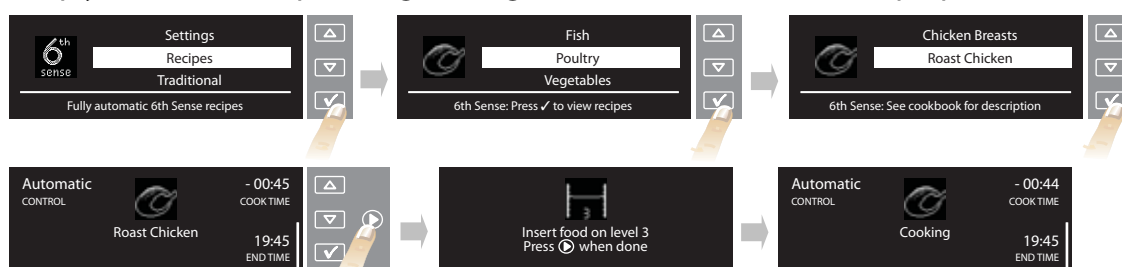 Settings
6th
sense
Recipes
Traditional
Fully automatic 6th Sense recipes
Fish
Poultry
Vegetables
6th Sense: Press ✓ to view recipes
Chicken Breasts
Roast Chicken
6th Sense: See cookbook for description
Automatic
CONTROL
- 00:45
COOK TIME
Roast Chicken
19:45
END TIME
3
Insert food on level 3
Press ▶ when done
Automatic
CONTROL
- 00:44
COOK TIME
Cooking
19:45
END TIME